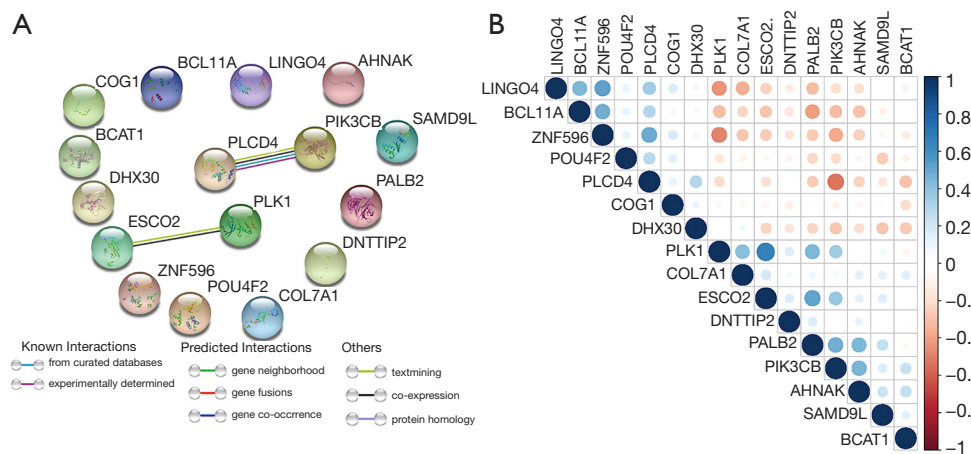 A
BCL11A
LINGO4
AHNAK
COG1
BCAT1
PLCD4
PIK3CB
SAMD9L
DHX30
PALB2
ESCO2
PLK1
DNTTIP2
ZNF596
POU4F2
COL7A1
Known Interactions
from curated databases
experimentally determined
Predicted Interactions
gene neighborhood
gene fusions
gene co-occrrence
Others
textmining
co-expression
protein homology
B
LINGO4
BCL11A
ZNF596
POU4F2
PLCD4
COG1
DHX30
PLK1
COL7A1
ESCO2.
DNTTIP2
PALB2
PIK3CB
AHNAK
SAMD9L
BCAT1
LINGO4
BCL11A
ZNF596
POU4F2
PLCD4
COG1
DHX30
PLK1
COL7A1
ESCO2
DNTTIP2
PALB2
PIK3CB
AHNAK
SAMD9L
BCAT1
1
0.8
0.6
0.4
0.2
0
−0.
−0.
−0.
−0.
−1